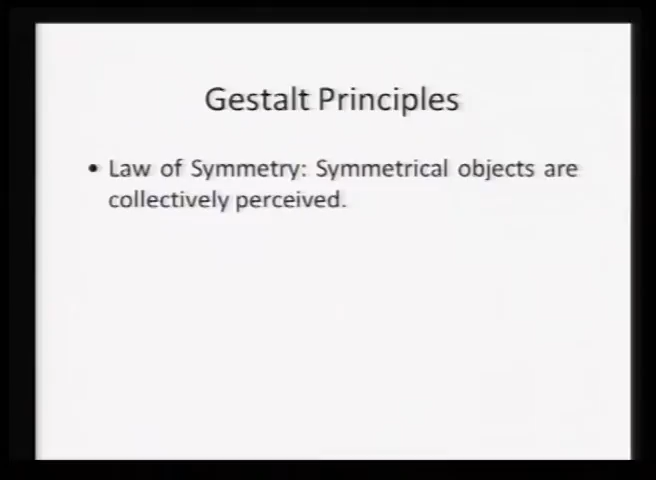 Gestalt Principles
• Law of Symmetry: Symmetrical objects are
collectively perceived.